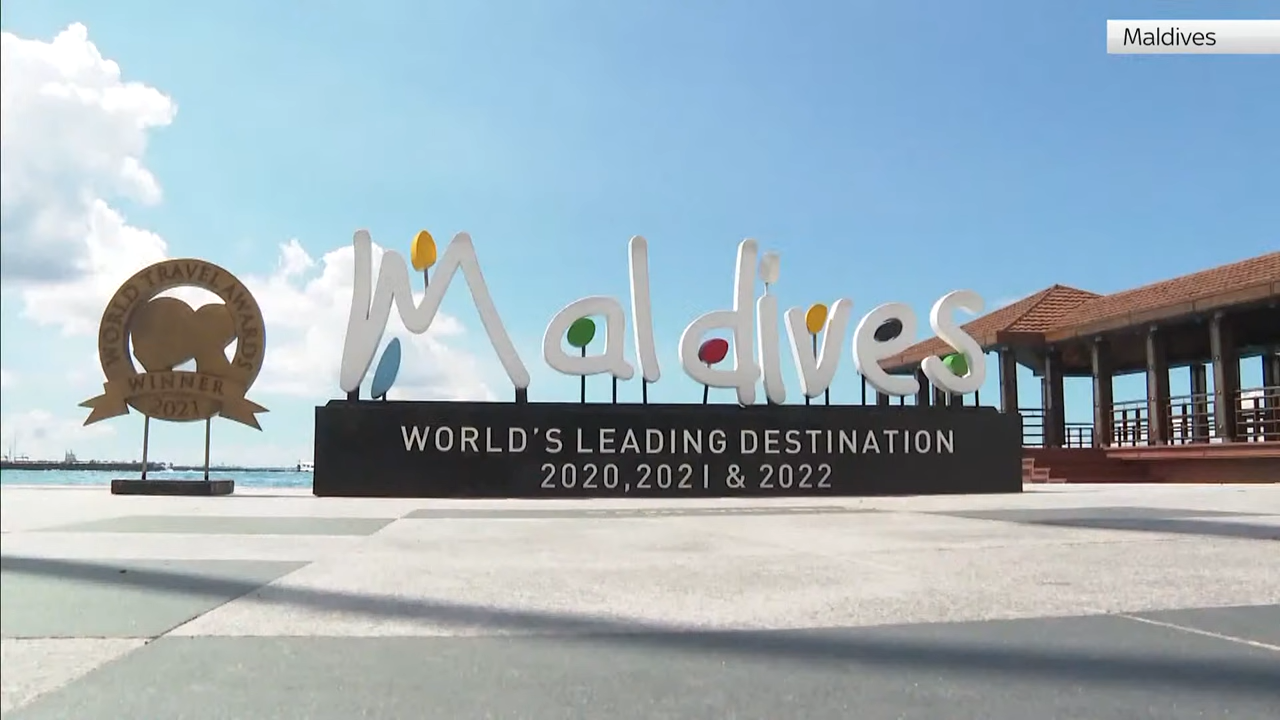 Maldives
WORLD TRAVEL AWARDS
WINNER
2021
Maldives
WORLD'S LEADING DESTINATION
2020,2021 & 2022